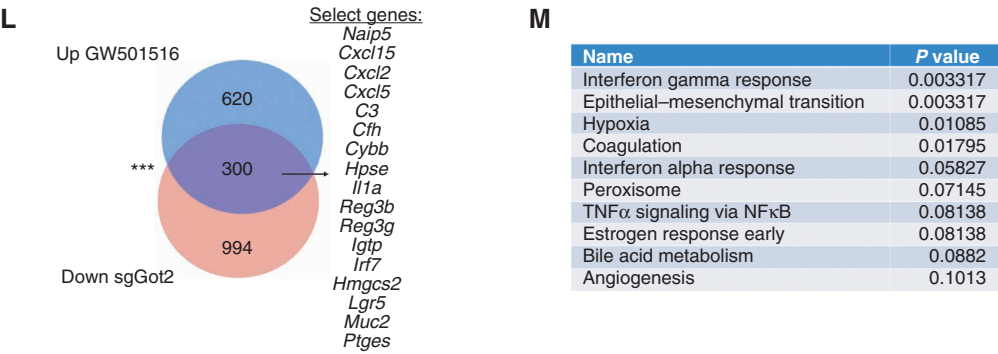 L
Up GW501516
620
300
994
***
Down sgGot2
Select genes:
Naip5
Cxcl15
Cxcl2
Cxcl5
C3
Cfh
Cybb
Hpse
Il1a
Reg3b
Reg3g
Igtp
Irf7
Hmgcs2
Lgr5
Muc2
Ptges
M
Name P value
Interferon gamma response 0.003317
Epithelial–mesenchymal transition 0.003317
Hypoxia 0.01085
Coagulation 0.01795
Interferon alpha response 0.05827
Peroxisome 0.07145
TNFα signaling via NFκB 0.08138
Estrogen response early 0.08138
Bile acid metabolism 0.0882
Angiogenesis 0.1013